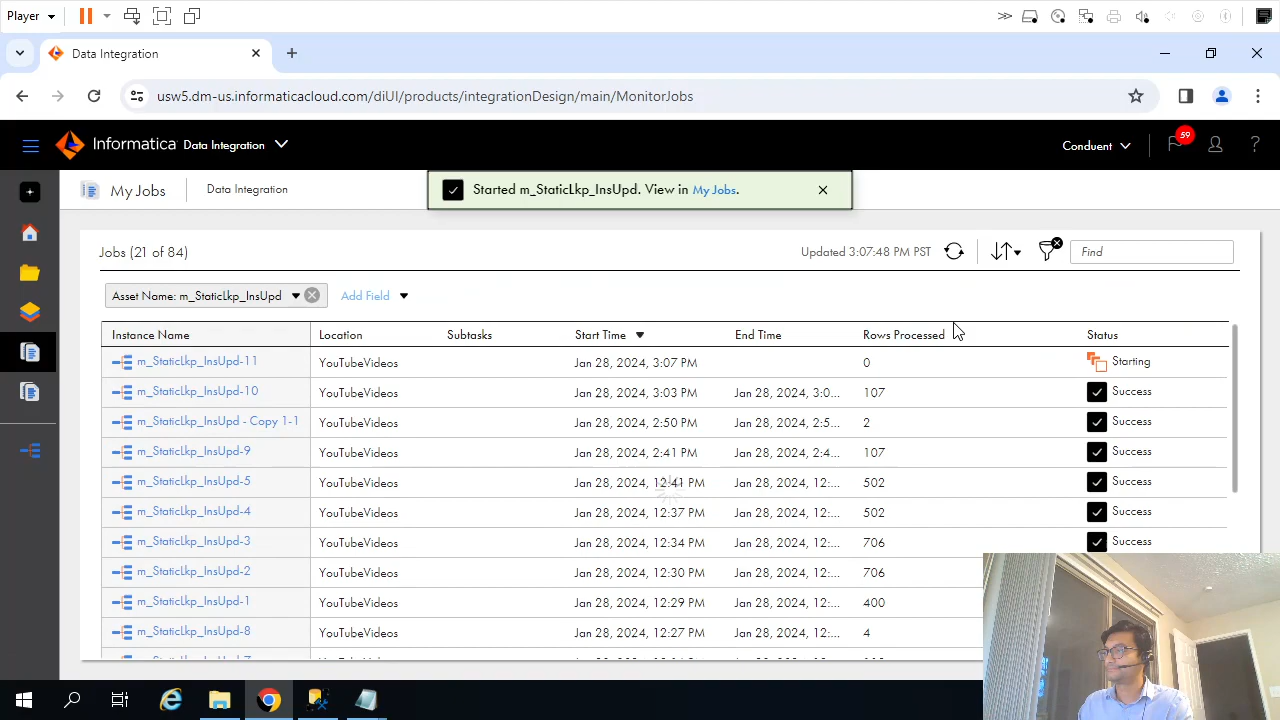 Player
Data Integration
usw5.dm-us.informaticacloud.com/diUI/products/integrationDesign/main/MonitorJobs
Informatica Data Integration
Conduent
59
?
My Jobs
Data Integration
Started m_StaticLkp_InsUpd. View in My Jobs.
Jobs (21 of 84)
Updated 3:07:48 PM PST
Find
Asset Name: m_StaticLkp_InsUpd
Add Field
Instance Name Location Subtasks Start Time End Time Rows Processed Status
m_StaticLkp_InsUpd-11 YouTubeVideos Jan 28, 2024, 3:07 PM 0 Starting
m_StaticLkp_InsUpd-10 YouTubeVideos Jan 28, 2024, 3:03 PM Jan 28, 2024, 3:0... 107 Success
m_StaticLkp_InsUpd - Copy 1-1 YouTubeVideos Jan 28, 2024, 2:50 PM Jan 28, 2024, 2:5... 2 Success
m_StaticLkp_InsUpd-9 YouTubeVideos Jan 28, 2024, 2:41 PM Jan 28, 2024, 2:4... 107 Success
m_StaticLkp_InsUpd-5 YouTubeVideos Jan 28, 2024, 12:41 PM Jan 28, 2024, 12:... 502 Success
m_StaticLkp_InsUpd-4 YouTubeVideos Jan 28, 2024, 12:37 PM Jan 28, 2024, 12:... 502 Success
m_StaticLkp_InsUpd-3 YouTubeVideos Jan 28, 2024, 12:34 PM Jan 28, 2024, 12:... 706 Success
m_StaticLkp_InsUpd-2 YouTubeVideos Jan 28, 2024, 12:30 PM Jan 28, 2024, 12:... 706
m_StaticLkp_InsUpd-1 YouTubeVideos Jan 28, 2024, 12:29 PM Jan 28, 2024, 12:... 400
m_StaticLkp_InsUpd-8 YouTubeVideos Jan 28, 2024, 12:27 PM Jan 28, 2024, 12:... 4